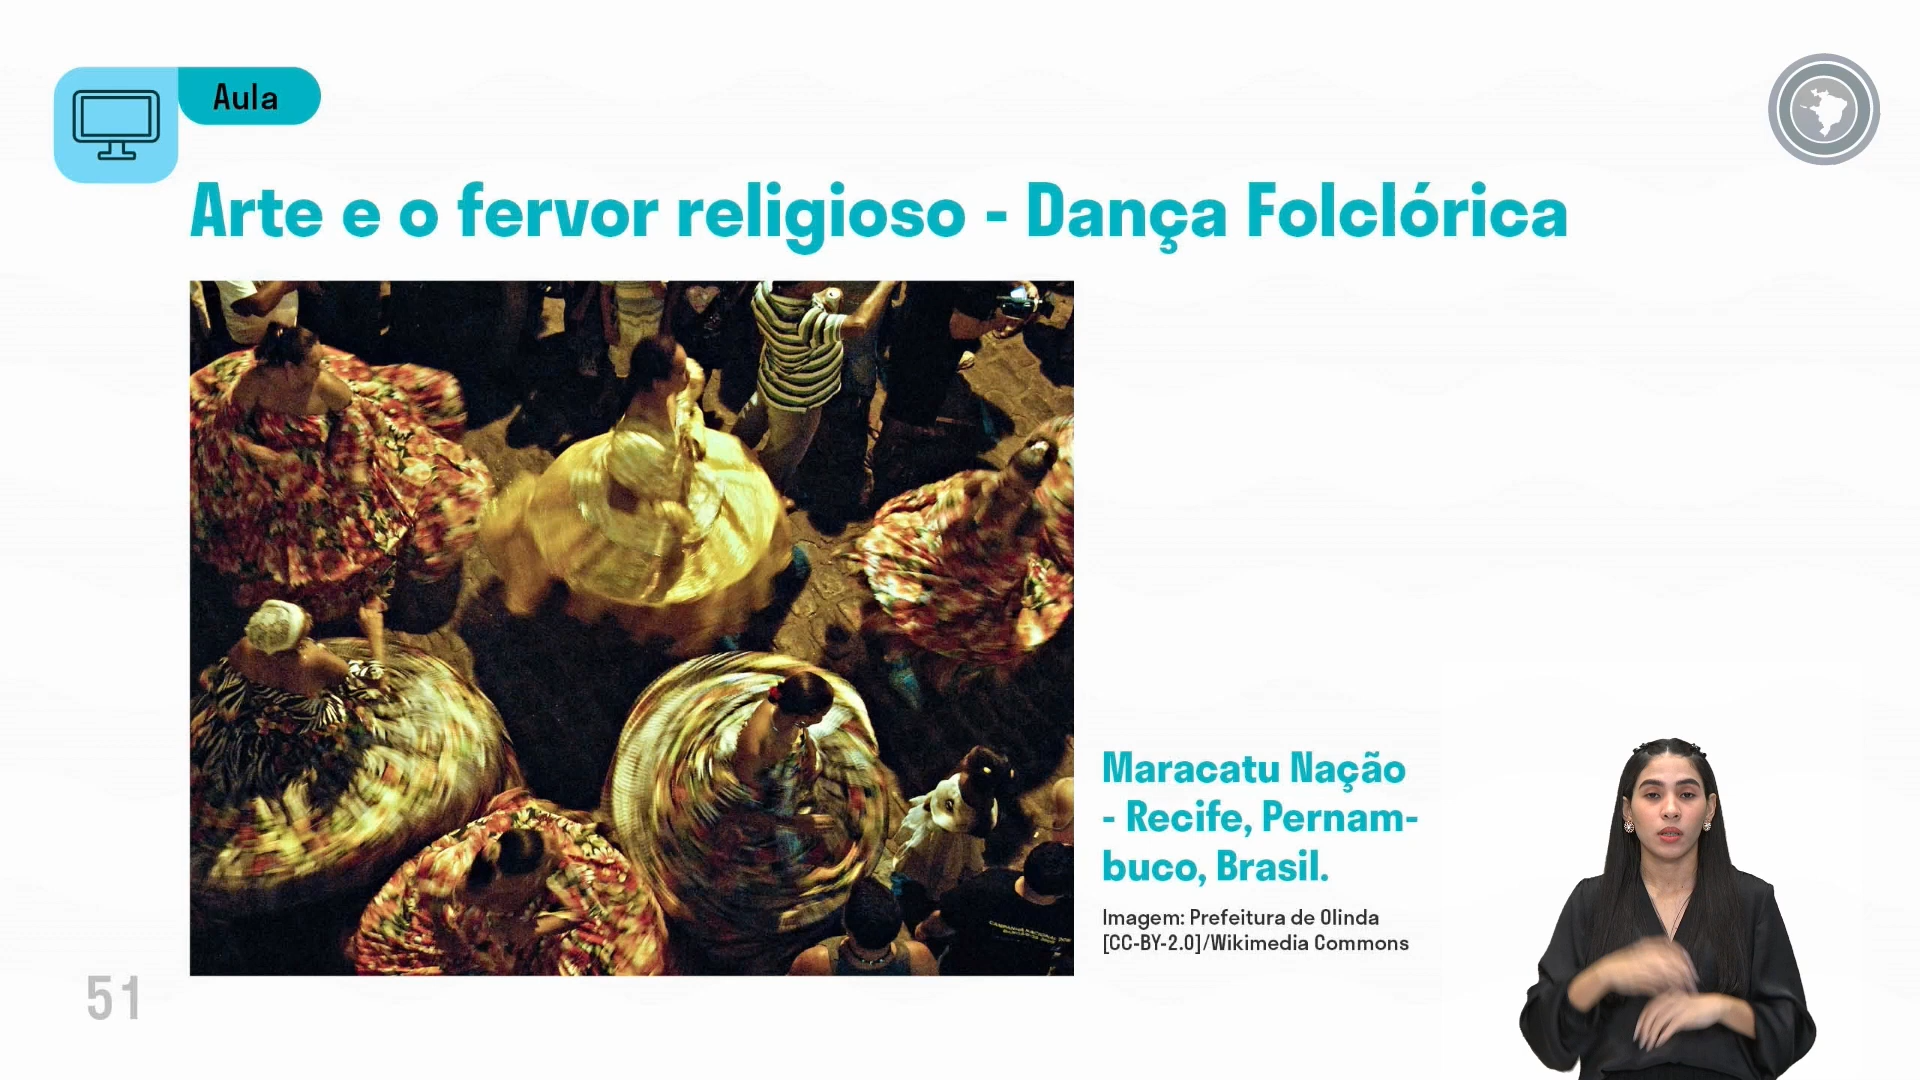 Aula
Arte e o fervor religioso - Dança Folclórica
Maracatu Nação
- Recife, Pernam-
buco, Brasil.
Imagem: Prefeitura de Olinda
[CC-BY-2.0]/Wikimedia Commons
51